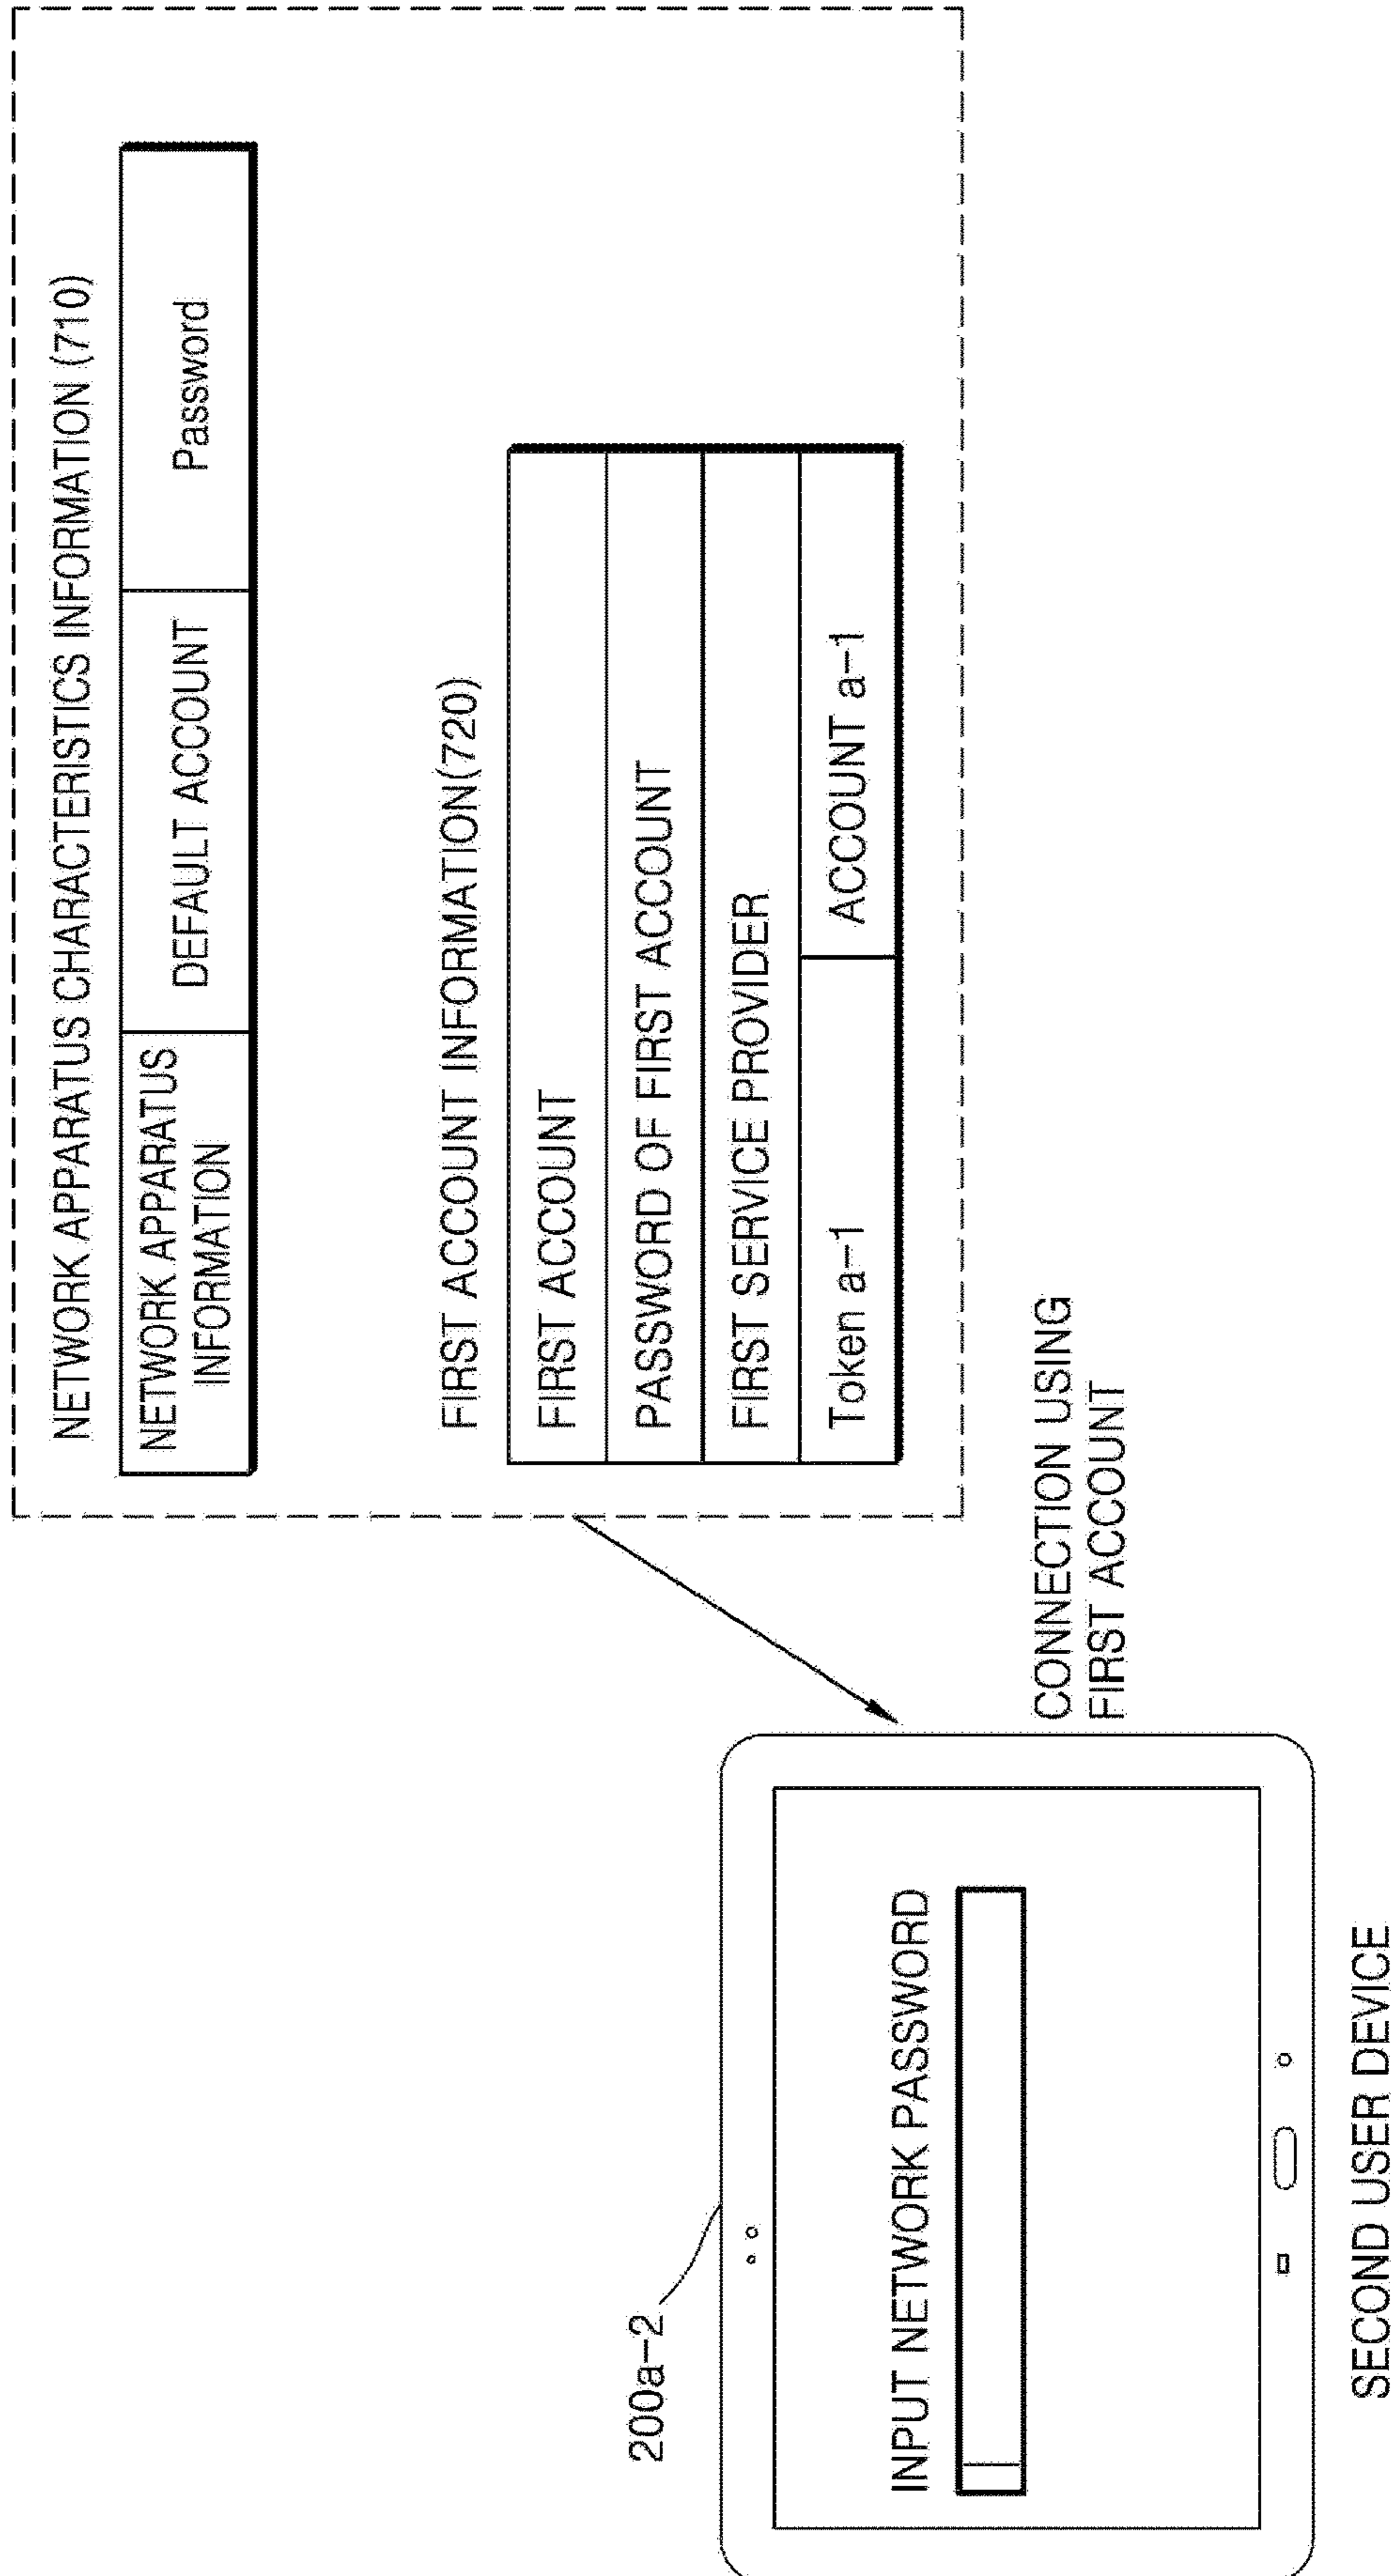 NETWORK APPARATUS CHARACTERISTICS INFORMATION (710)
NETWORK APPARATUS
INFORMATION
DEFAULT ACCOUNT
Password
FIRST ACCOUNT INFORMATION(720)
FIRST ACCOUNT
PASSWORD OF FIRST ACCOUNT
FIRST SERVICE PROVIDER
Token a-1
ACCOUNT a-1
200a-2
INPUT NETWORK PASSWORD
CONNECTION USING
FIRST ACCOUNT
SECOND USER DEVICE